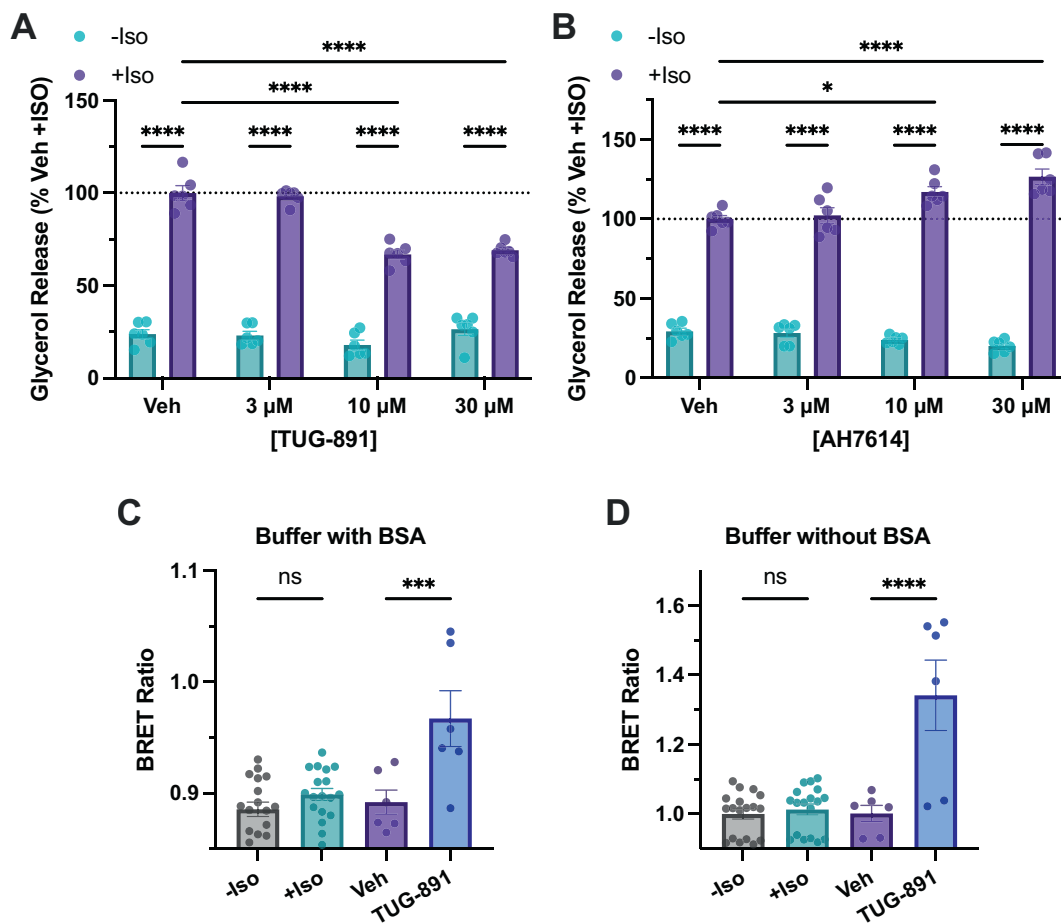 A
-Iso
+Iso
****
****
**** **** **** ****
Glycerol Release (% Veh +ISO)
150
100
50
0
Veh 3 μM 10 μM 30 μM
[TUG-891]
B
-Iso
+Iso
****
*
**** **** **** ****
Glycerol Release (% Veh +ISO)
150
100
50
0
Veh 3 μM 10 μM 30 μM
[AH7614]
C
Buffer with BSA
ns ***
BRET Ratio
1.1
1.0
0.9
-Iso +Iso Veh TUG-891
D
Buffer without BSA
ns ****
BRET Ratio
1.6
1.4
1.2
1.0
-Iso +Iso Veh TUG-891